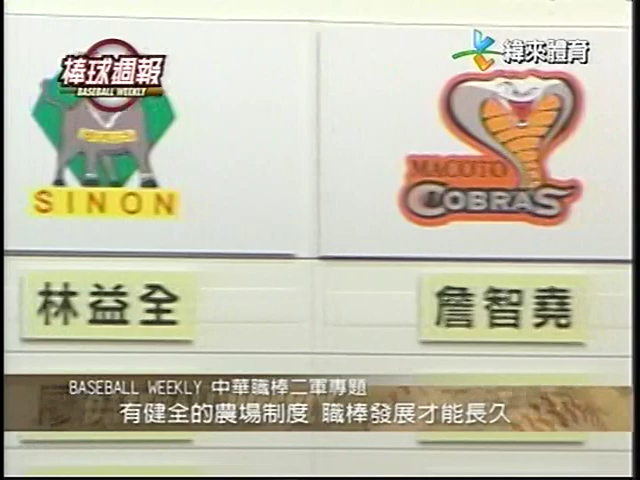 棒球週報
BASEBALL WEEKLY
緯來體育
SINON
MACOTO
COBRAS
林益全
詹智堯
BASEBALL WEEKLY 中華職棒二軍專題
有健全的農場制度 職棒發展才能長久